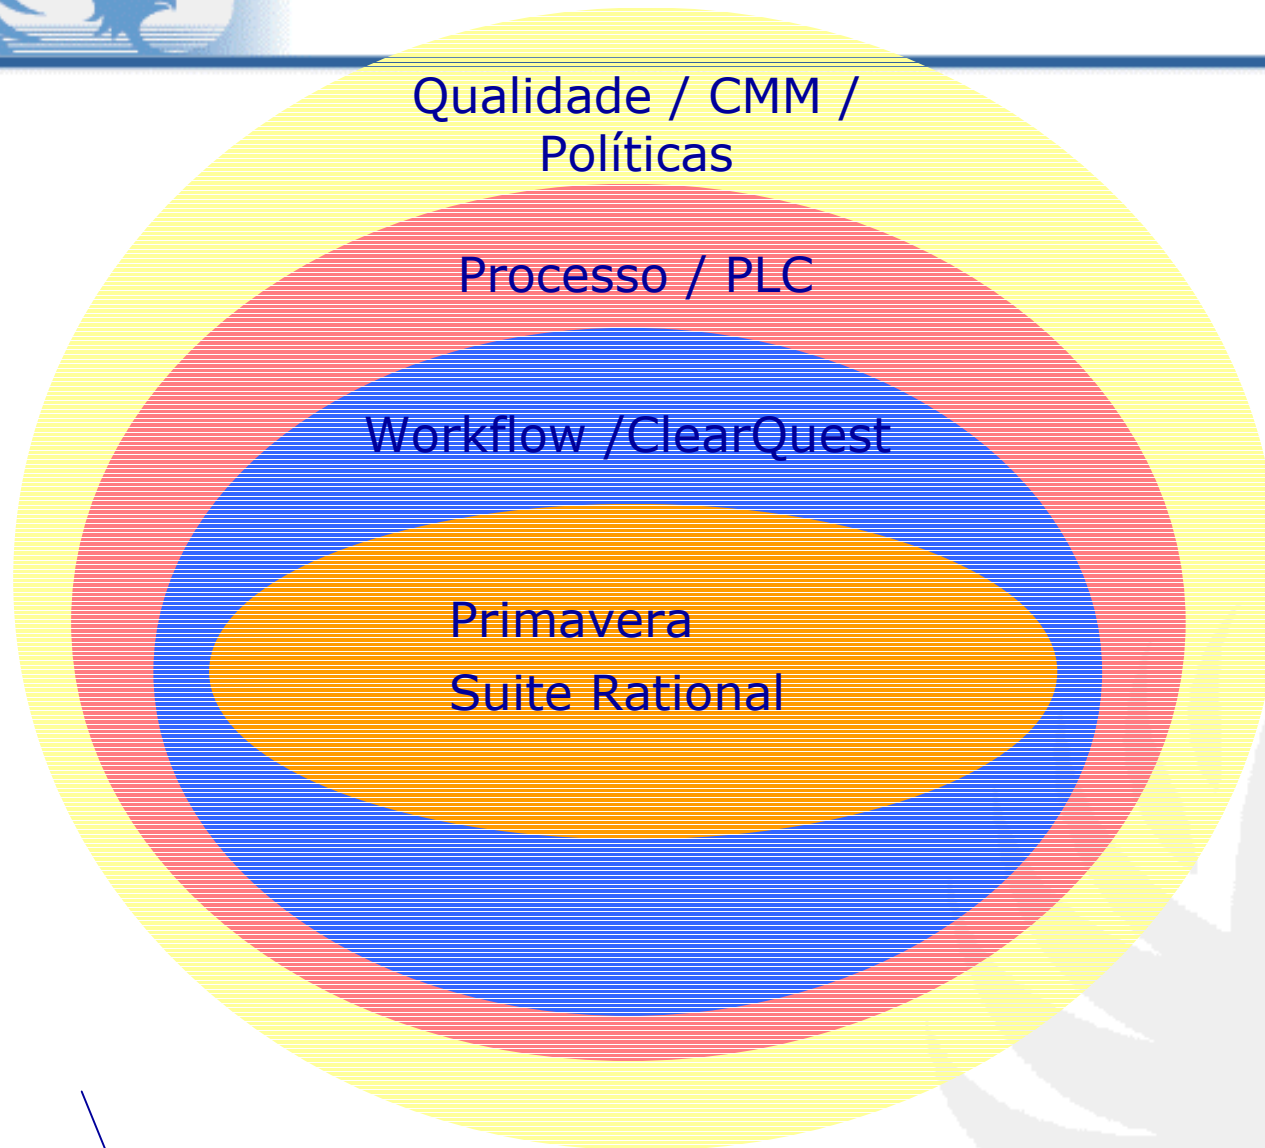 Qualidade / CMM /
Políticas
Processo / PLC
Workflow /ClearQuest
Primavera
Suite Rational